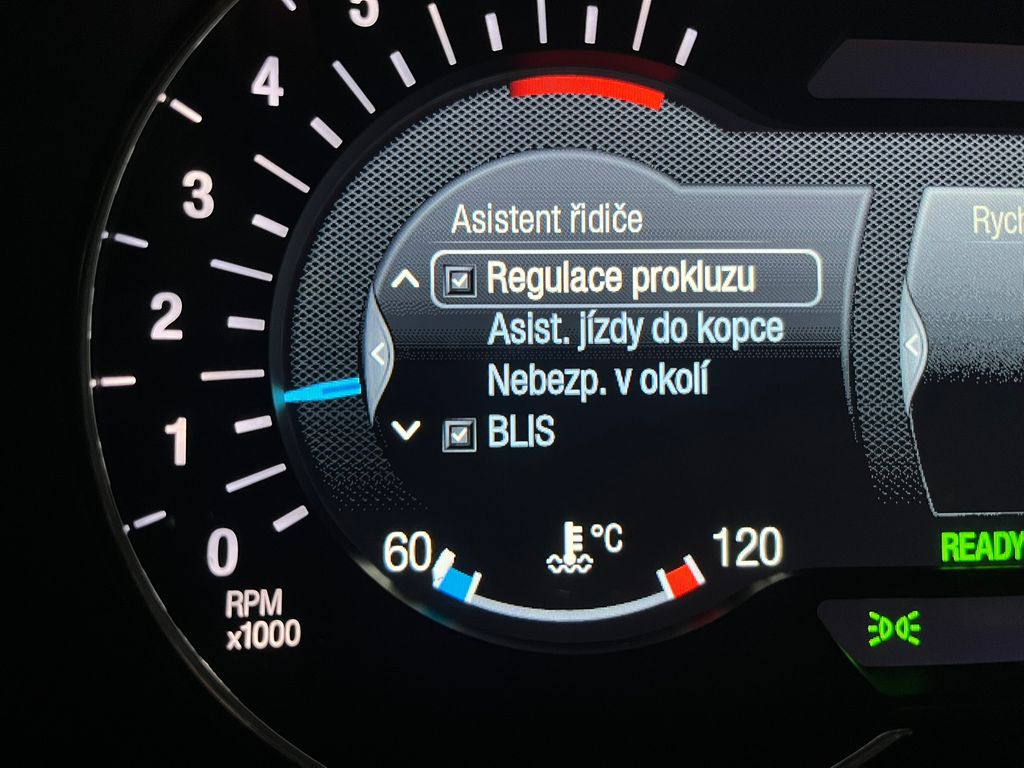 5
4
3
2
1
0
RPM
x1000
Asistent řidiče
Regulace prokluzu
Asist. jízdy do kopce
Nebezp. v okolí
BLIS
60
°C
120
READY